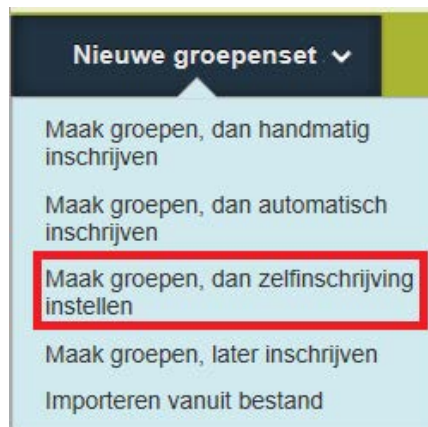 Nieuwe groepenset
Maak groepen, dan handmatig
inschrijven
Maak groepen, dan automatisch
inschrijven
Maak groepen, dan zelfinschrijving
instellen
Maak groepen, later inschrijven
Importeren vanuit bestand